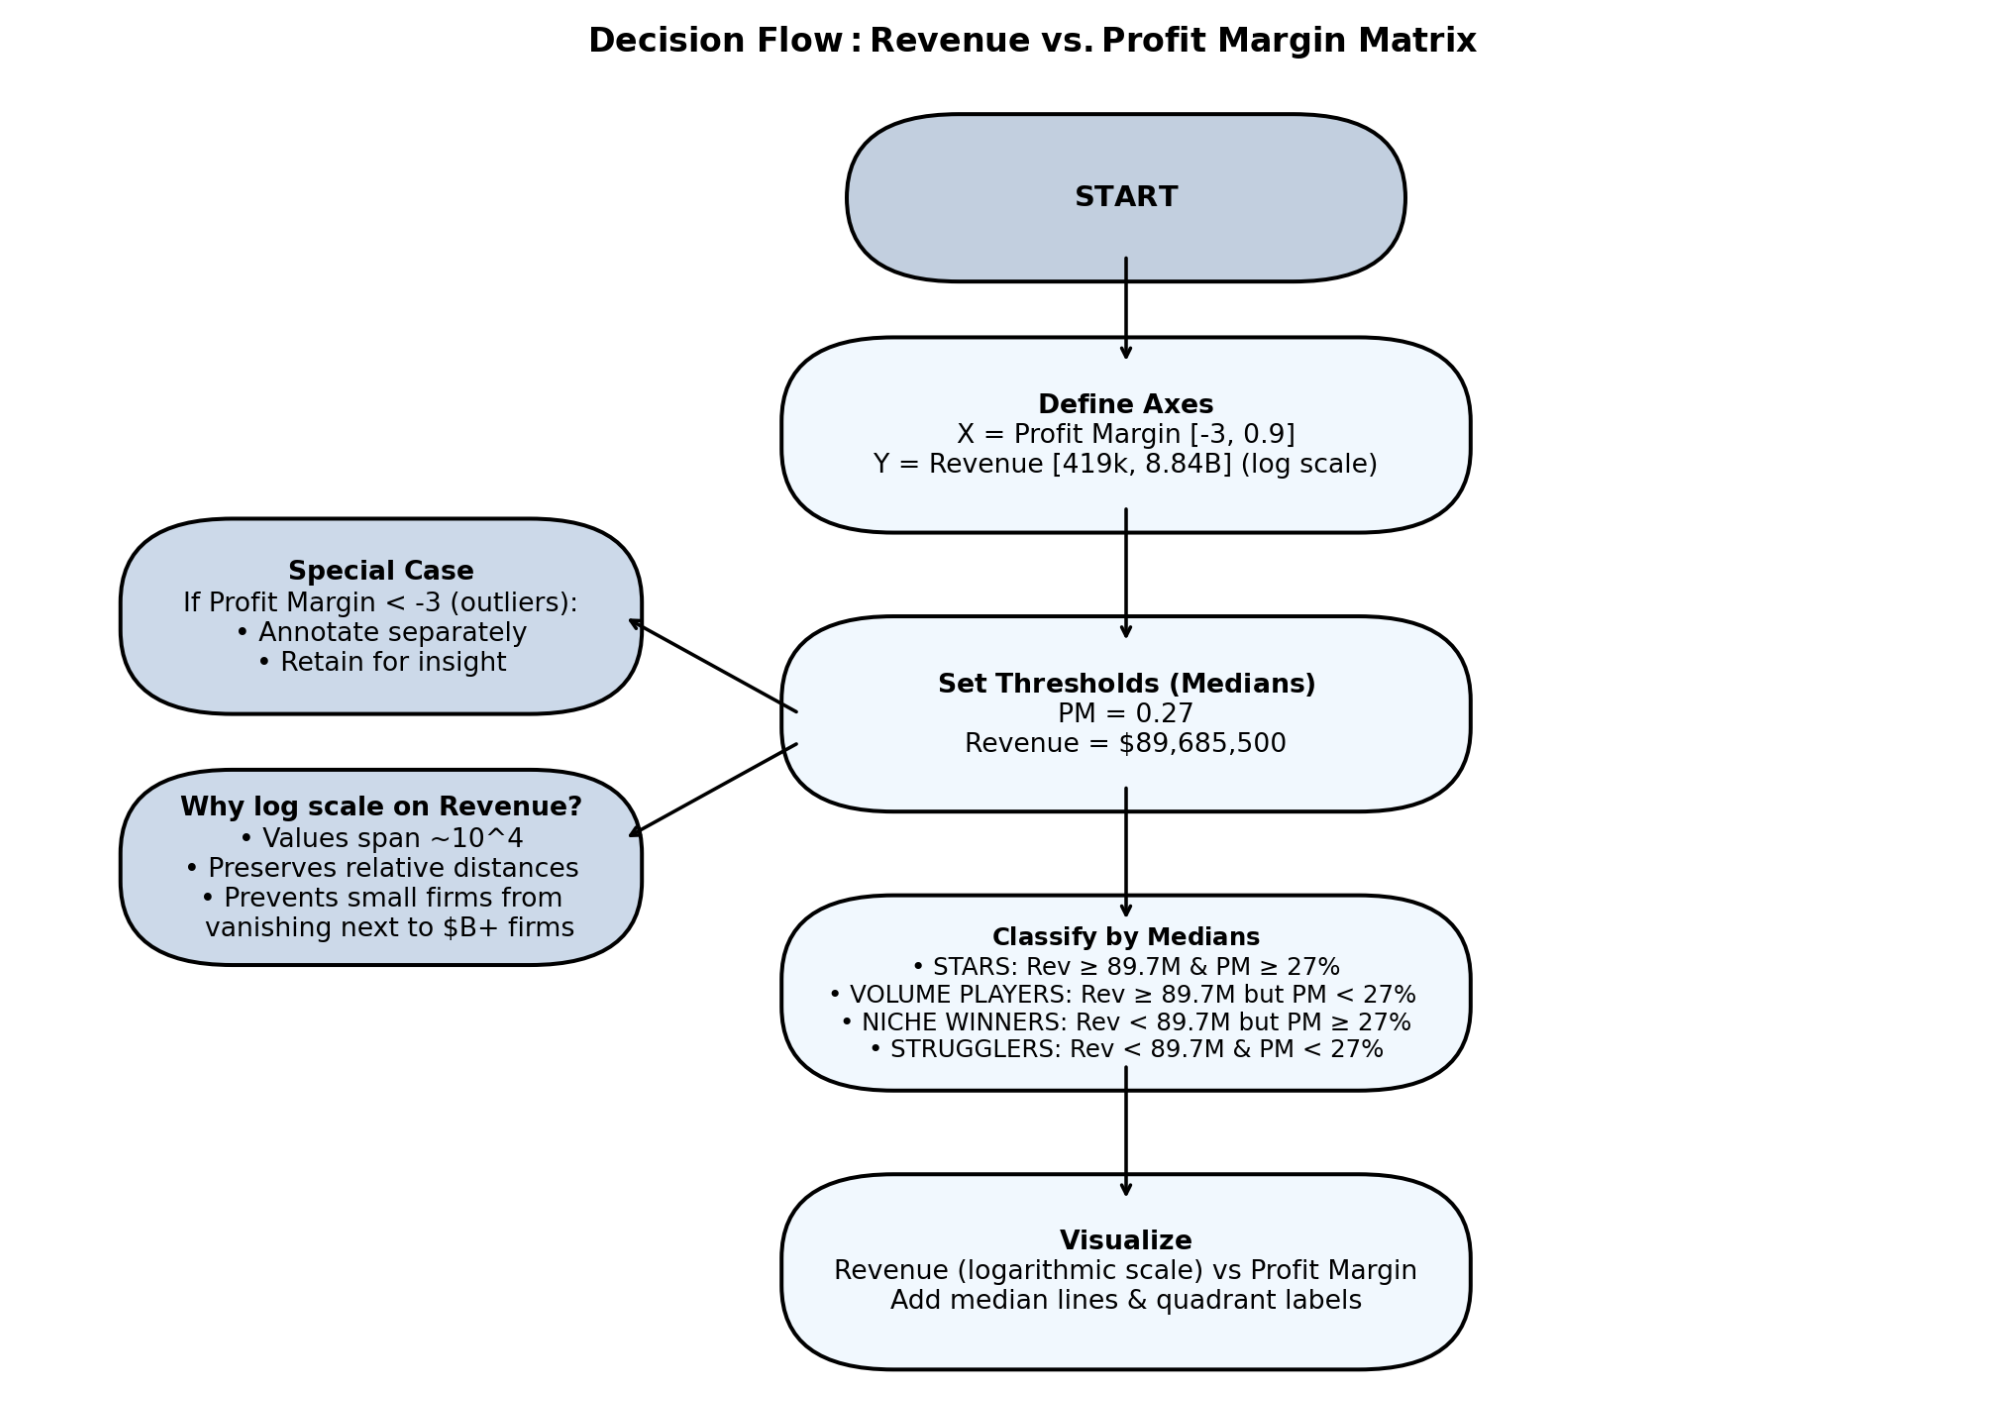 Decision Flow: Revenue vs. Profit Margin Matrix
START
Define Axes
X = Profit Margin [-3, 0.9]
Y = Revenue [419k, 8.84B] (log scale)
Special Case
If Profit Margin < -3 (outliers):
• Annotate separately
• Retain for insight
Set Thresholds (Medians)
PM = 0.27
Revenue = $89,685,500
Why log scale on Revenue?
• Values span ~10^4
• Preserves relative distances
• Prevents small firms from
vanishing next to $B+ firms
Classify by Medians
• STARS: Rev ≥ 89.7M & PM ≥ 27%
• VOLUME PLAYERS: Rev ≥ 89.7M but PM < 27%
• NICHE WINNERS: Rev < 89.7M but PM ≥ 27%
• STRUGGLERS: Rev < 89.7M & PM < 27%
Visualize
Revenue (logarithmic scale) vs Profit Margin
Add median lines & quadrant labels